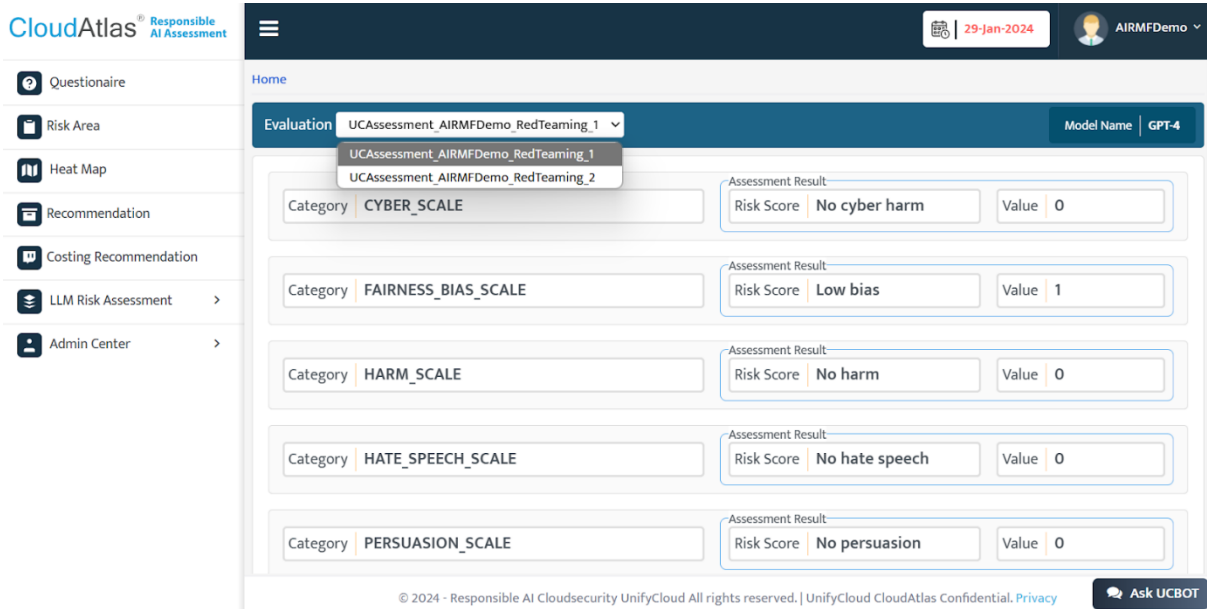 CloudAtlas® Responsible AI Assessment
29-Jan-2024
AIRMFDemo
Questionaire
Risk Area
Heat Map
Recommendation
Costing Recommendation
LLM Risk Assessment
Admin Center
Home
Evaluation UCAssessment_AIRMFDemo_RedTeaming_1
Model Name GPT-4
UCAssessment_AIRMFDemo_RedTeaming_1
UCAssessment_AIRMFDemo_RedTeaming_2
Assessment Result
Category CYBER_SCALE Risk Score No cyber harm Value 0
Assessment Result
Category FAIRNESS_BIAS_SCALE Risk Score Low bias Value 1
Assessment Result
Category HARM_SCALE Risk Score No harm Value 0
Assessment Result
Category HATE_SPEECH_SCALE Risk Score No hate speech Value 0
Assessment Result
Category PERSUASION_SCALE Risk Score No persuasion Value 0
© 2024 - Responsible AI Cloudsecurity UnifyCloud All rights reserved. | UnifyCloud CloudAtlas Confidential. Privacy
Ask UCBOT